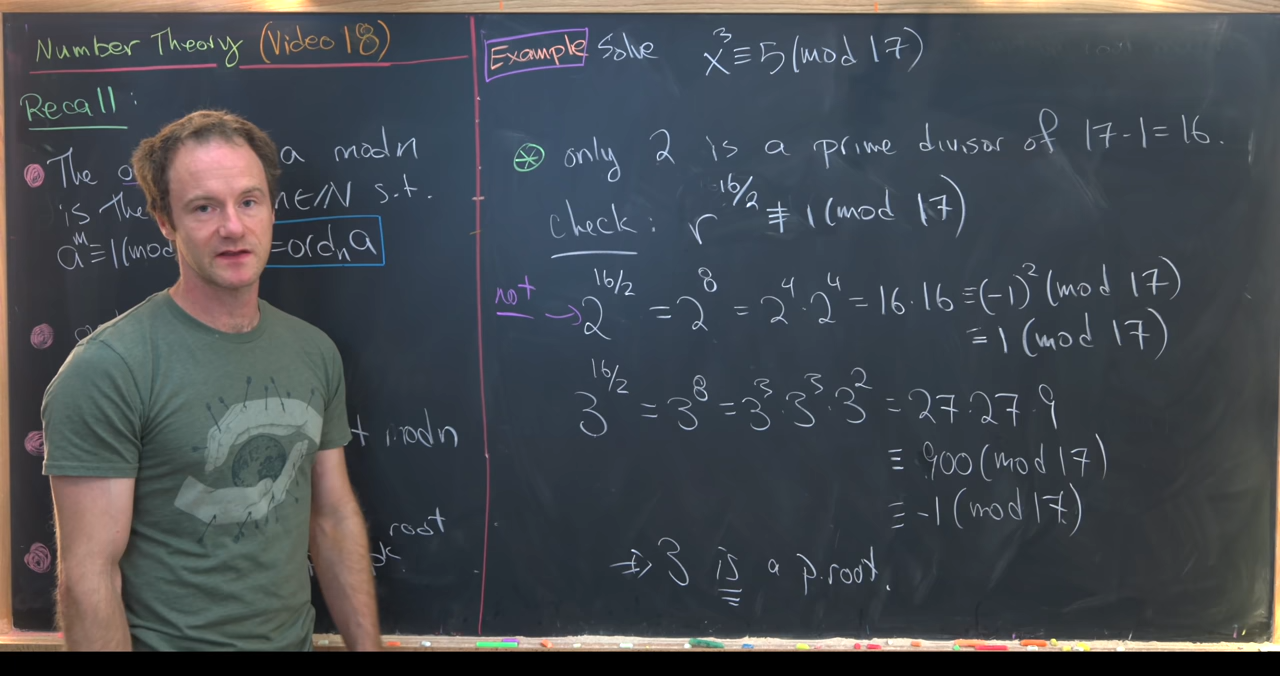 Number Theory (Video 18)
Recall:
The a mod n
is the m∈ℕ s.t.
a^m ≡ 1 (mod = ord_n a
t mod n
root
Example Solve x^3 ≡ 5 (mod 17)
⊛ only 2 is a prime divisor of 17-1=16.
check: r^{16/2} ≢ 1 (mod 17)
not → 2^{16/2} = 2^8 = 2^4 · 2^4 = 16 · 16 ≡ (-1)^2 (mod 17)
≡ 1 (mod 17)
3^{16/2} = 3^8 = 3^3 · 3^3 · 3^2 = 27 · 27 · 9
≡ 900 (mod 17)
≡ -1 (mod 17)
⇒ 3 is a p.root.